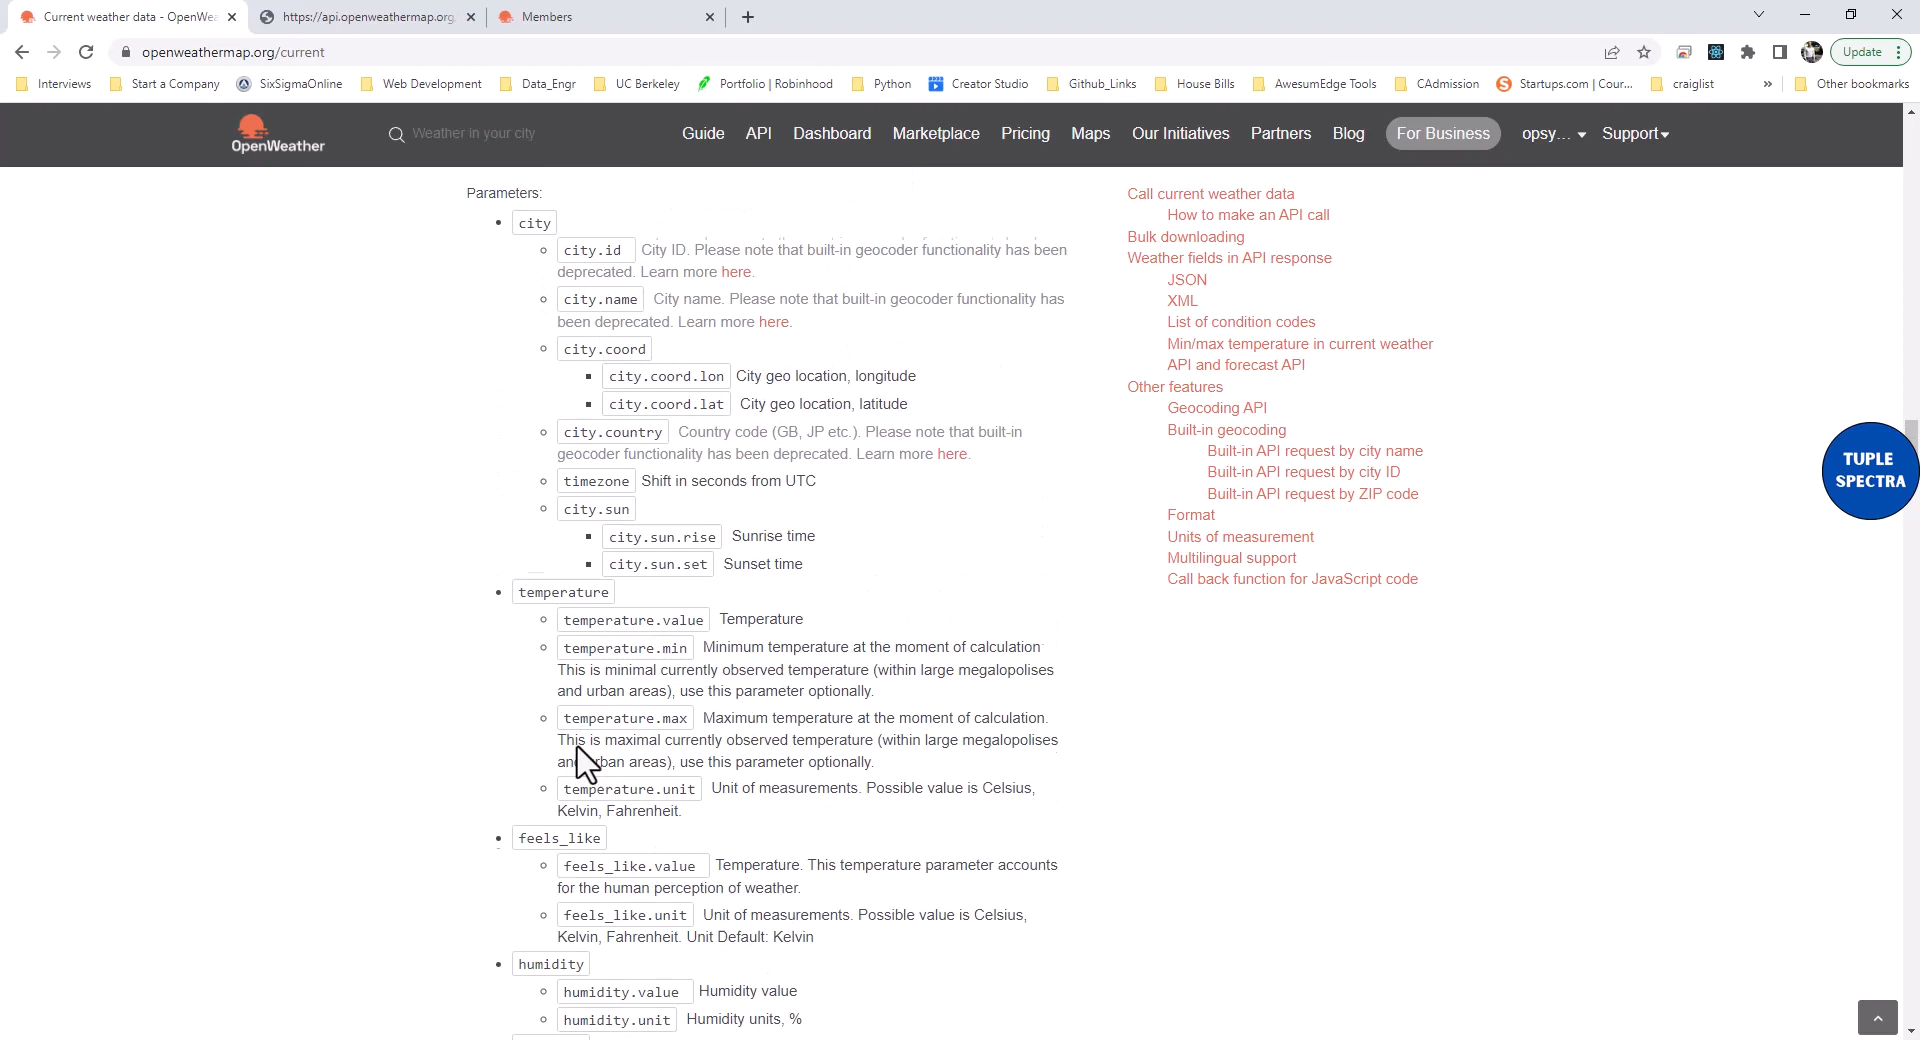 Current weather data - OpenWea
https://api.openweathermap.org
Members
openweathermap.org/current
Update
Interviews
Start a Company
SixSigmaOnline
Web Development
Data_Engr
UC Berkeley
Portfolio | Robinhood
Python
Creator Studio
Github_Links
House Bills
AwesumEdge Tools
CAdmission
Startups.com | Cour...
craiglist
»
Other bookmarks
OpenWeather
Weather in your city
Guide
API
Dashboard
Marketplace
Pricing
Maps
Our Initiatives
Partners
Blog
For Business
opsy...
Support
Parameters:
city
city.id City ID. Please note that built-in geocoder functionality has been
deprecated. Learn more here.
city.name City name. Please note that built-in geocoder functionality has
been deprecated. Learn more here.
city.coord
city.coord.lon City geo location, longitude
city.coord.lat City geo location, latitude
city.country Country code (GB, JP etc.). Please note that built-in
geocoder functionality has been deprecated. Learn more here.
timezone Shift in seconds from UTC
city.sun
city.sun.rise Sunrise time
city.sun.set Sunset time
temperature
temperature.value Temperature
temperature.min Minimum temperature at the moment of calculation
This is minimal currently observed temperature (within large megalopolises
and urban areas), use this parameter optionally.
temperature.max Maximum temperature at the moment of calculation.
This is maximal currently observed temperature (within large megalopolises
and urban areas), use this parameter optionally.
temperature.unit Unit of measurements. Possible value is Celsius,
Kelvin, Fahrenheit.
feels_like
feels_like.value Temperature. This temperature parameter accounts
for the human perception of weather.
feels_like.unit Unit of measurements. Possible value is Celsius,
Kelvin, Fahrenheit. Unit Default: Kelvin
humidity
humidity.value Humidity value
humidity.unit Humidity units, %
Call current weather data
How to make an API call
Bulk downloading
Weather fields in API response
JSON
XML
List of condition codes
Min/max temperature in current weather
API and forecast API
Other features
Geocoding API
Built-in geocoding
Built-in API request by city name
Built-in API request by city ID
Built-in API request by ZIP code
Format
Units of measurement
Multilingual support
Call back function for JavaScript code
TUPLE
SPECTRA